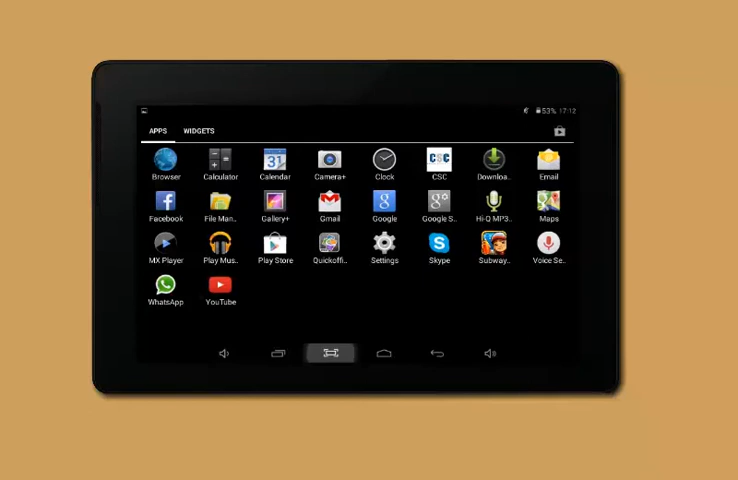 53% 17:12
APPS WIDGETS
31 CSC
Browser Calculator Calendar Camera+ Clock CSC Downloa.. Email
f g g
Facebook File Man.. Gallery+ Gmail Google Google S.. Hi-Q MP3.. Maps
S
MX Player Play Mus.. Play Store Quickoffi.. Settings Skype Subway.. Voice Se..
WhatsApp YouTube